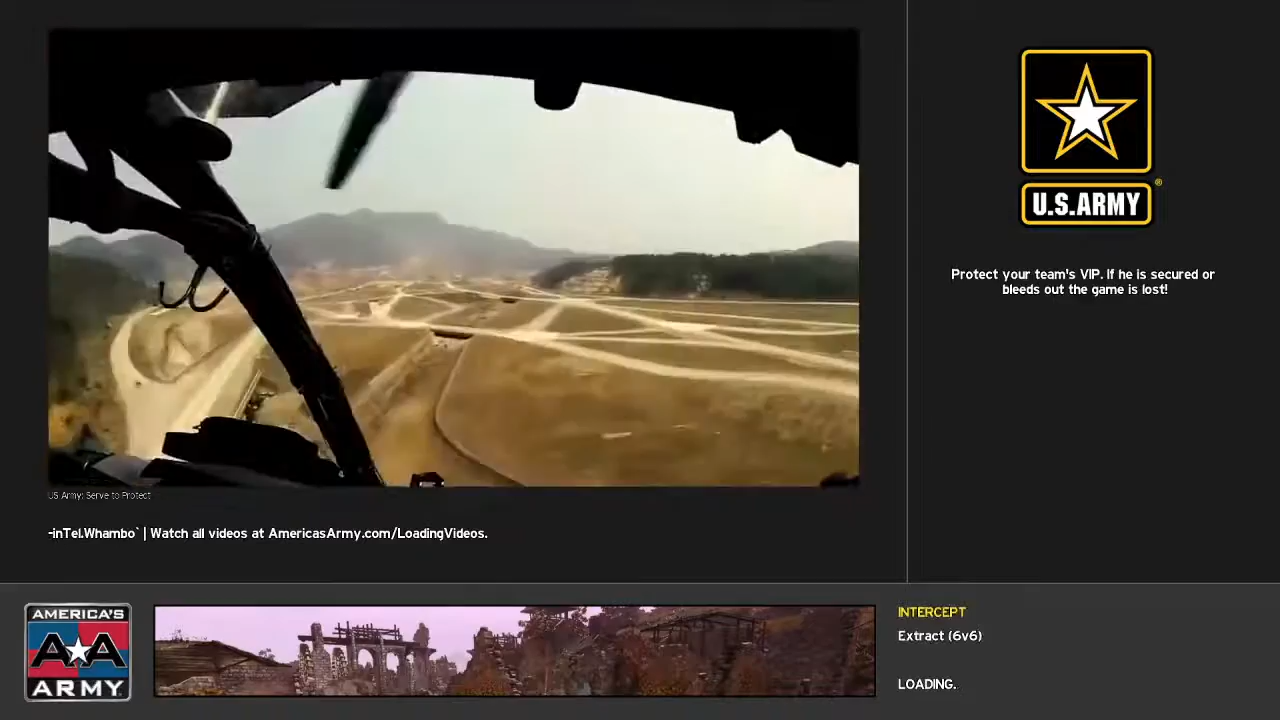 U.S.ARMY®
Protect your team's VIP. If he is secured or
bleeds out the game is lost!
US Army: Serve to Protect
-inTel.Whambo` | Watch all videos at AmericasArmy.com/LoadingVideos.
AMERICA'S
AA
ARMY
INTERCEPT
Extract (6v6)
LOADING.